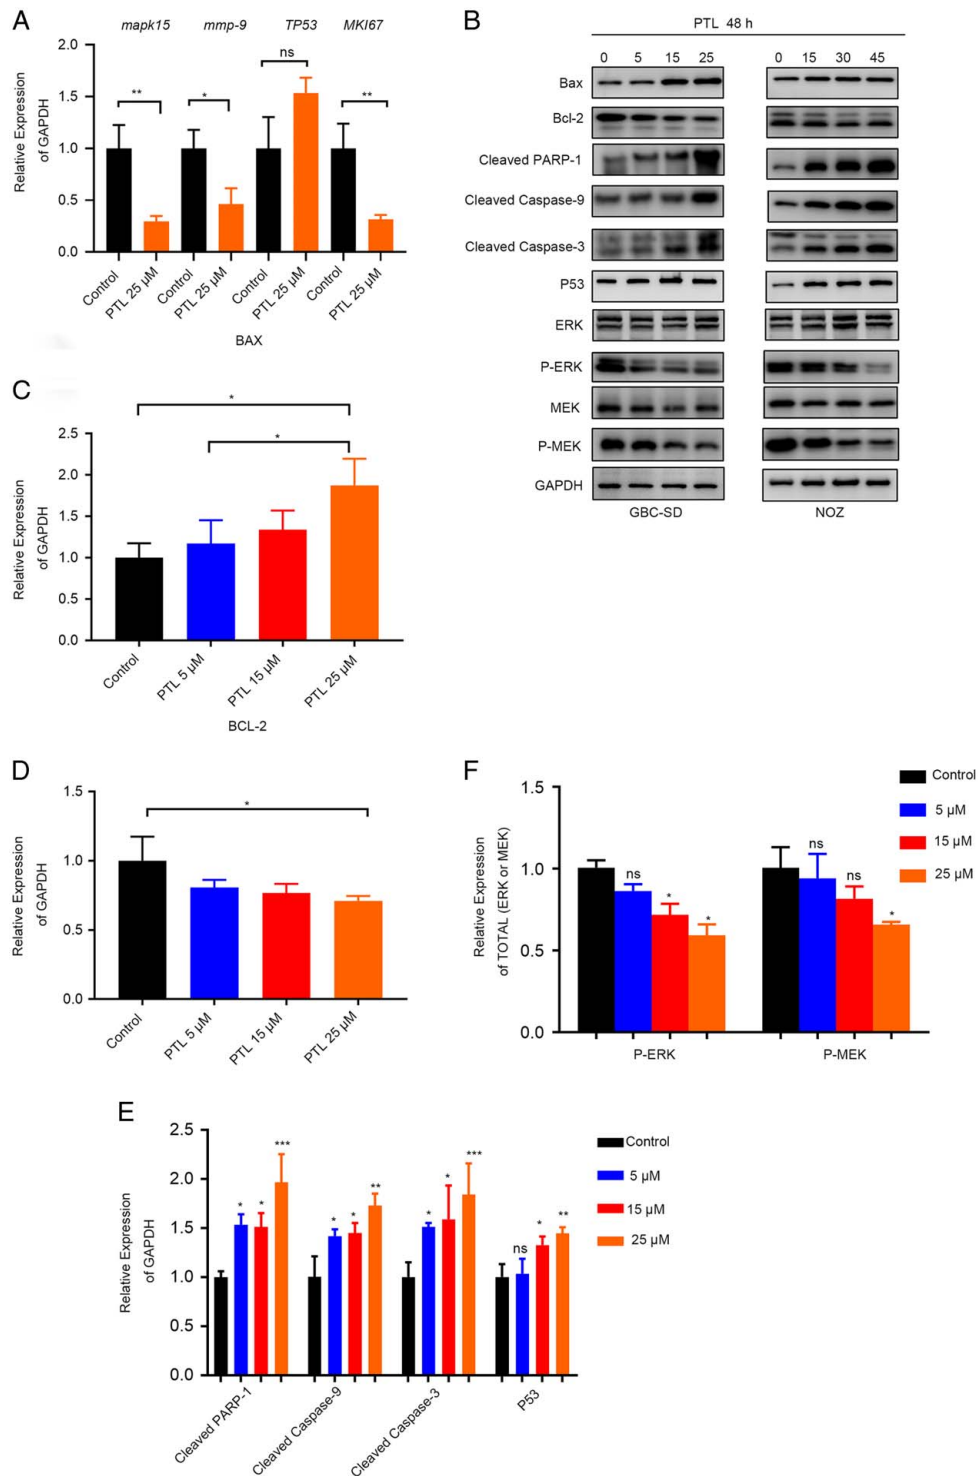 A
mapk15 mmp-9 TP53 MKI67
Relative Expression
of GAPDH
2.0
1.5
1.0
0.5
0.0
** * ns **
Control
PTL 25 µM
Control
PTL 25 µM
Control
PTL 25 µM
Control
PTL 25 µM
BAX
B
PTL 48 h
0 5 15 25 0 15 30 45
Bax
Bcl-2
Cleaved PARP-1
Cleaved Caspase-9
Cleaved Caspase-3
P53
ERK
P-ERK
MEK
P-MEK
GAPDH
GBC-SD NOZ
C
Relative Expression
of GAPDH
2.5
2.0
1.5
1.0
0.5
0.0
*
*
Control
PTL 5 µM
PTL 15 µM
PTL 25 µM
BCL-2
D
Relative Expression
of GAPDH
1.5
1.0
0.5
0.0
*
Control
PTL 5 µM
PTL 15 µM
PTL 25 µM
F
Relative Expression
of TOTAL (ERK or MEK)
1.5
1.0
0.5
0.0
ns * * ns ns *
P-ERK P-MEK
Control
5 µM
15 µM
25 µM
E
Relative Expression
of GAPDH
2.5
2.0
1.5
1.0
0.5
0.0
* * *** * * ** * * *** ns * **
Cleaved PARP-1
Cleaved Caspase-9
Cleaved Caspase-3
P53
Control
5 µM
15 µM
25 µM